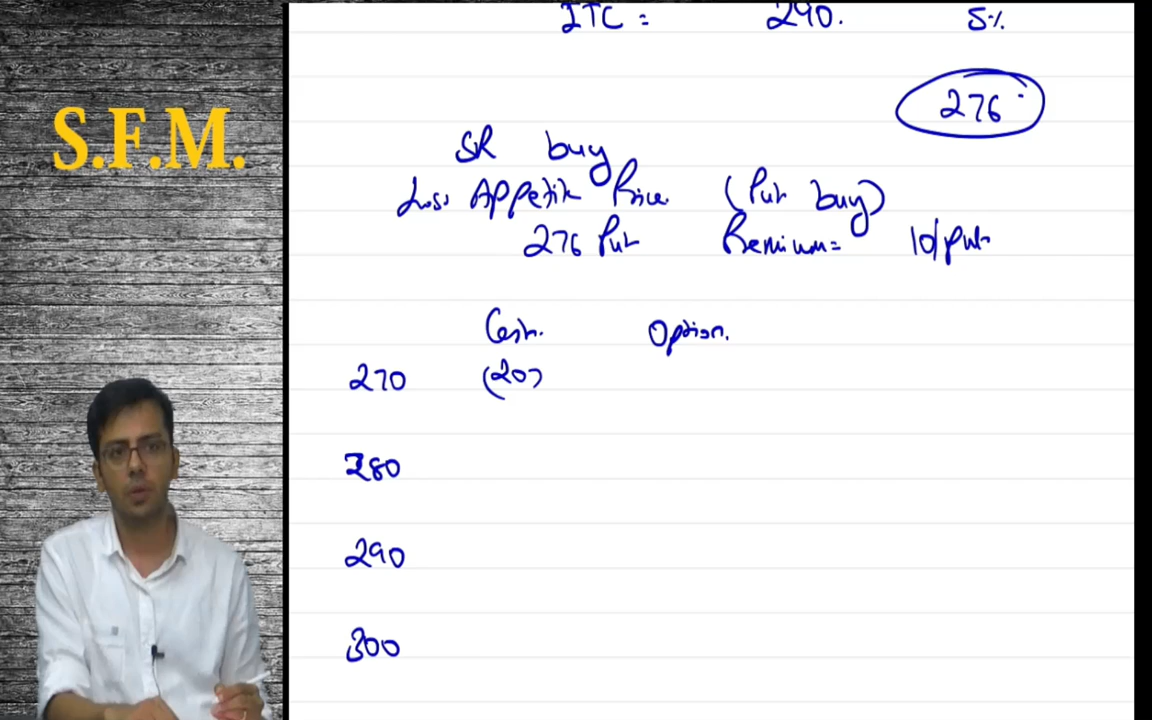 S.F.M.
ITC = 290. 5%
276
SR buy
Loss Appetite Price (Put buy)
276 Put Premium= 10/put
Cash. Option.
270 (20)
280
290
300